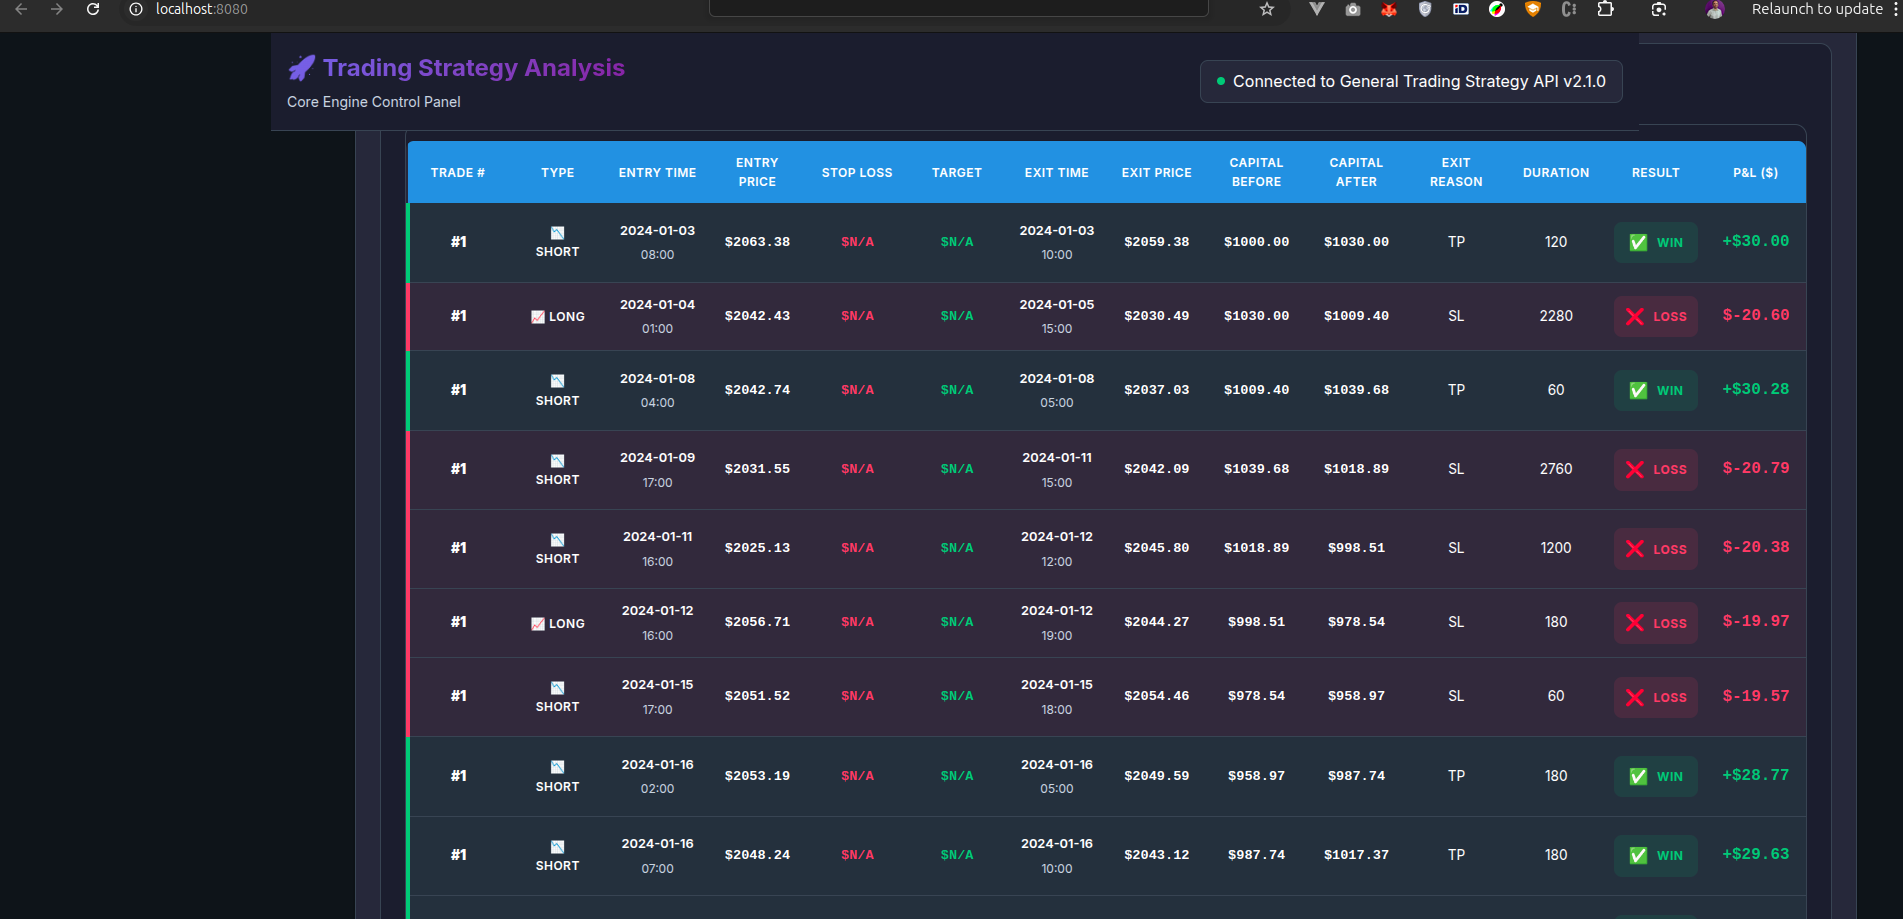 localhost:8080
Relaunch to update
Trading Strategy Analysis
Core Engine Control Panel
Connected to General Trading Strategy API v2.1.0
TRADE # TYPE ENTRY TIME ENTRY PRICE STOP LOSS TARGET EXIT TIME EXIT PRICE CAPITAL BEFORE CAPITAL AFTER EXIT REASON DURATION RESULT P&L ($)
#1 SHORT 2024-01-03 08:00 $2063.38 $N/A $N/A 2024-01-03 10:00 $2059.38 $1000.00 $1030.00 TP 120 WIN +$30.00
#1 LONG 2024-01-04 01:00 $2042.43 $N/A $N/A 2024-01-05 15:00 $2030.49 $1030.00 $1009.40 SL 2280 LOSS $-20.60
#1 SHORT 2024-01-08 04:00 $2042.74 $N/A $N/A 2024-01-08 05:00 $2037.03 $1009.40 $1039.68 TP 60 WIN +$30.28
#1 SHORT 2024-01-09 17:00 $2031.55 $N/A $N/A 2024-01-11 15:00 $2042.09 $1039.68 $1018.89 SL 2760 LOSS $-20.79
#1 SHORT 2024-01-11 16:00 $2025.13 $N/A $N/A 2024-01-12 12:00 $2045.80 $1018.89 $998.51 SL 1200 LOSS $-20.38
#1 LONG 2024-01-12 16:00 $2056.71 $N/A $N/A 2024-01-12 19:00 $2044.27 $998.51 $978.54 SL 180 LOSS $-19.97
#1 SHORT 2024-01-15 17:00 $2051.52 $N/A $N/A 2024-01-15 18:00 $2054.46 $978.54 $958.97 SL 60 LOSS $-19.57
#1 SHORT 2024-01-16 02:00 $2053.19 $N/A $N/A 2024-01-16 05:00 $2049.59 $958.97 $987.74 TP 180 WIN +$28.77
#1 SHORT 2024-01-16 07:00 $2048.24 $N/A $N/A 2024-01-16 10:00 $2043.12 $987.74 $1017.37 TP 180 WIN +$29.63